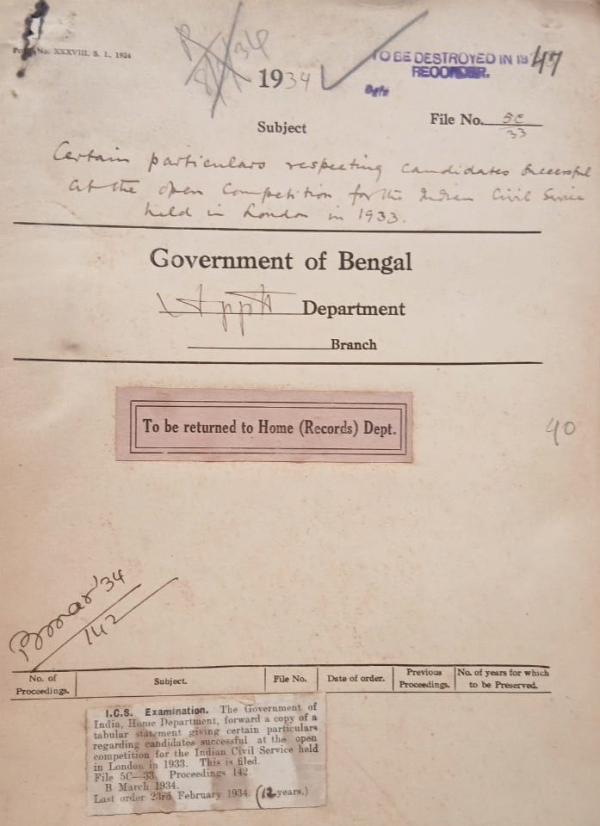 No. XXXVIII. S. 1, 1924
TO BE DESTROYED IN 1947
RECORDER.
1934
File No. 5C/33
Subject
Certain particulars respecting candidates successful
at the open Competition for the Indian Civil Service
held in London in 1933.
Government of Bengal
Apptt Department
Branch
To be returned to Home (Records) Dept.
40
B mar '34
142
No. of Proceedings. Subject. File No. Date of order. Previous Proceedings. No. of years for which to be Preserved.
I.C.S. Examination. The Government of
India, Home Department, forward a copy of a
tabular statement giving certain particulars
regarding candidates successful at the open
competition for the Indian Civil Service held
in London in 1933. This is filed.
File 5C—33. Proceedings 142.
B March 1934.
Last order 23rd February 1934. (12 years.)